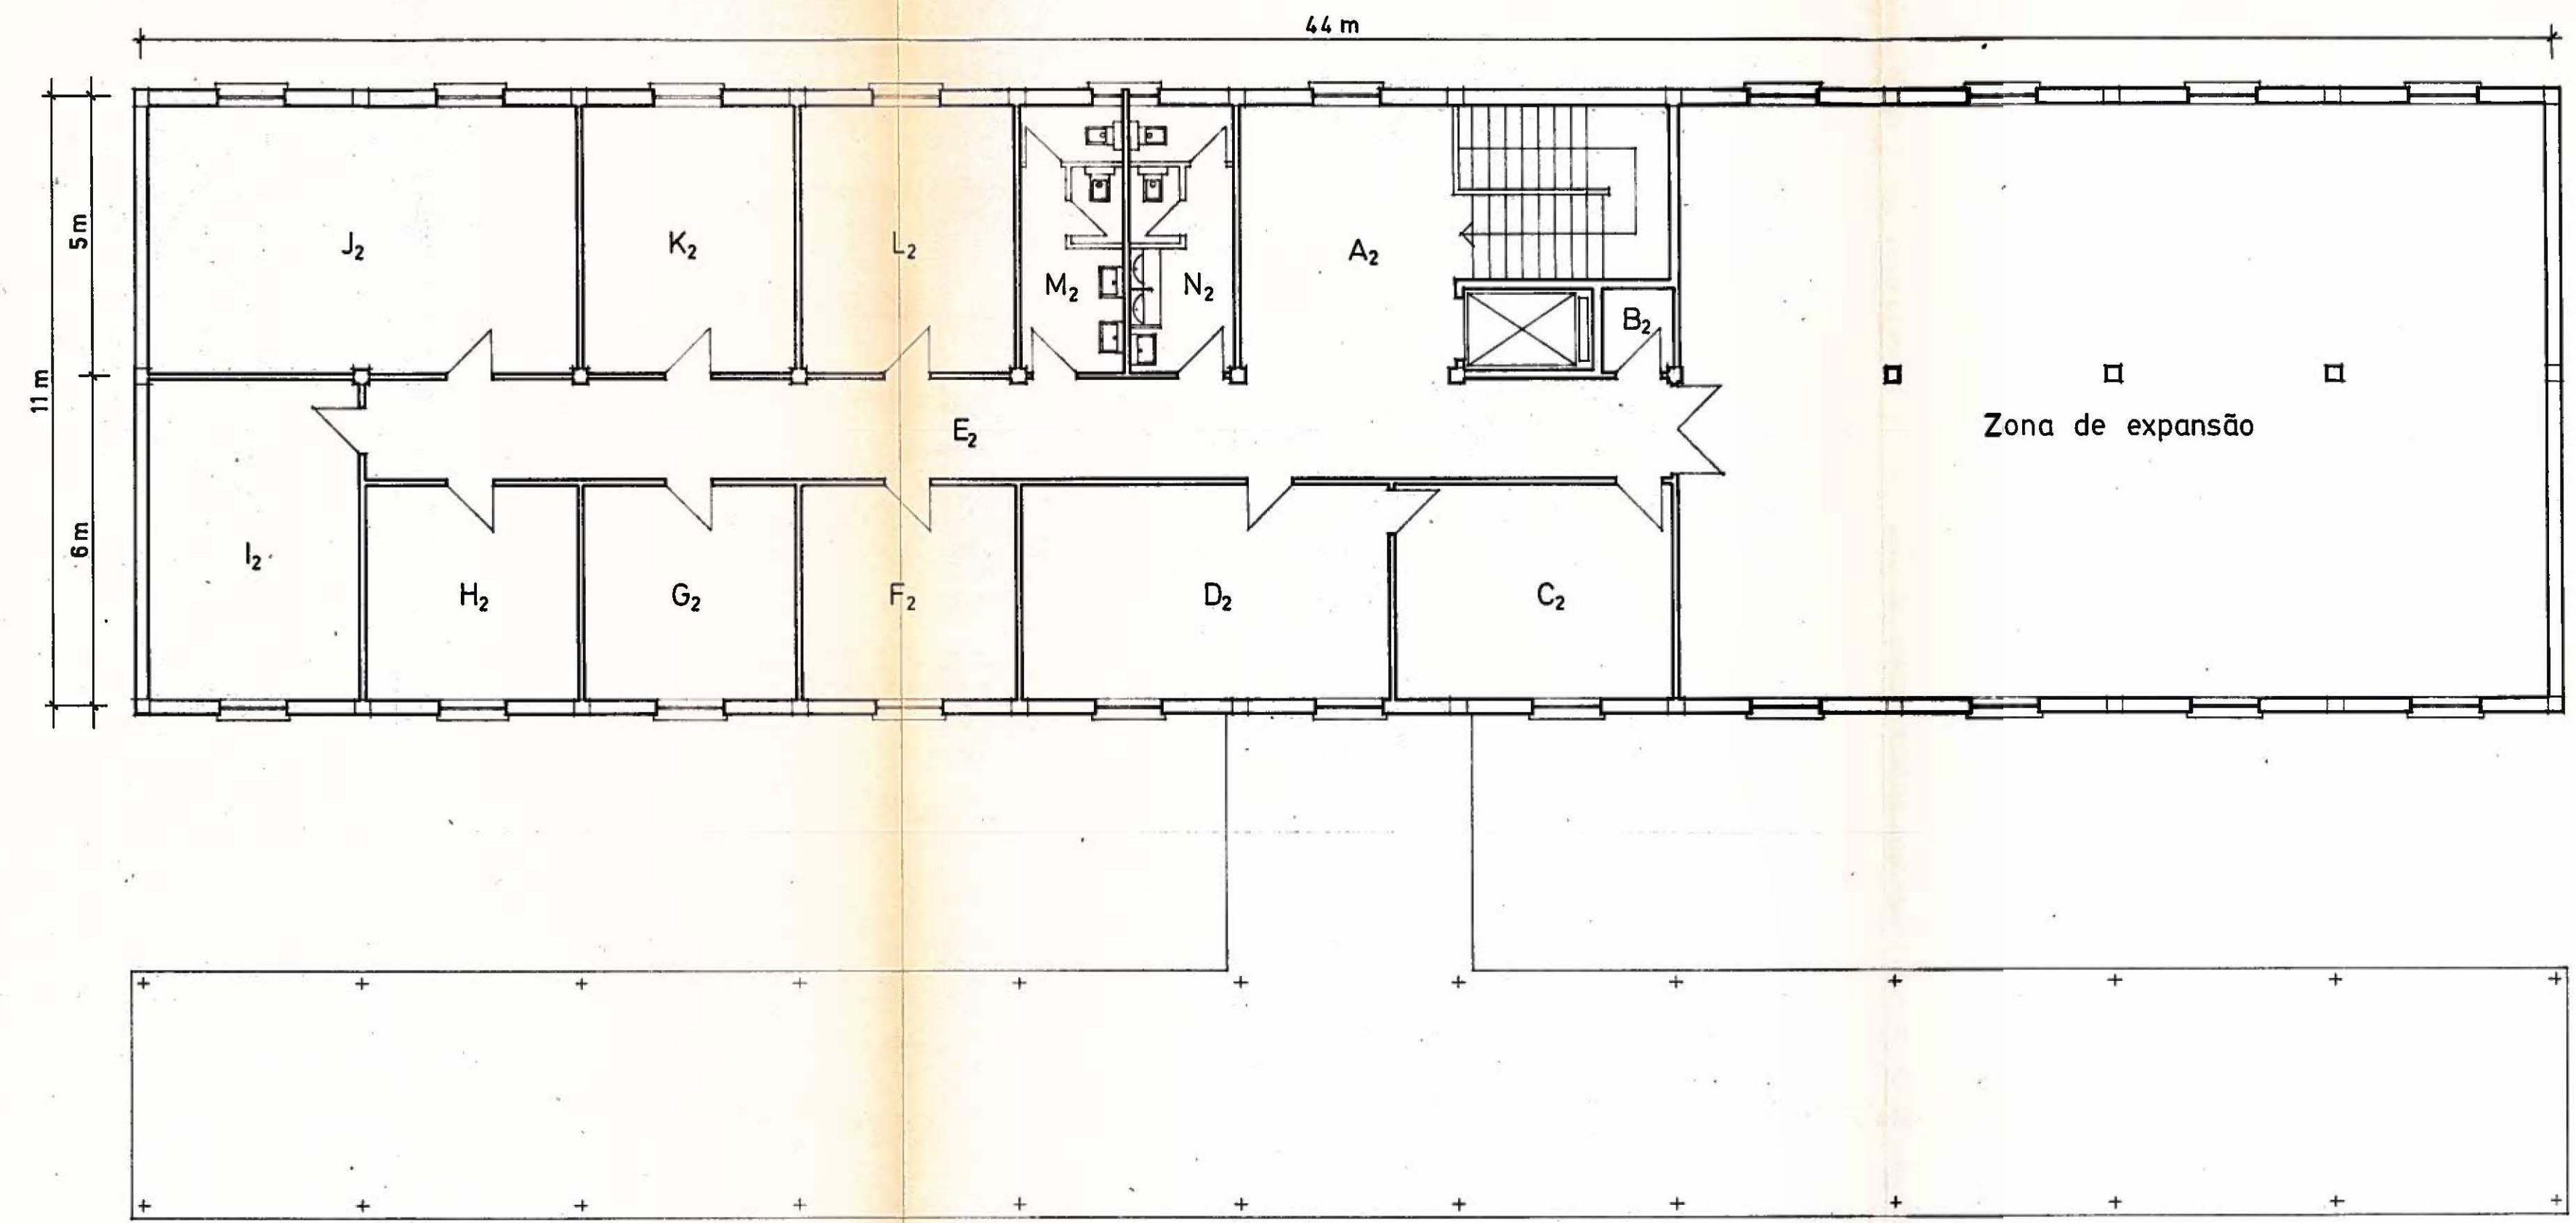 44 m
5 m
11 m
6 m
J₂
K₂
L₂
M₂
N₂
A₂
B₂
E₂
Zona de expansão
I₂
H₂
G₂
F₂
D₂
C₂